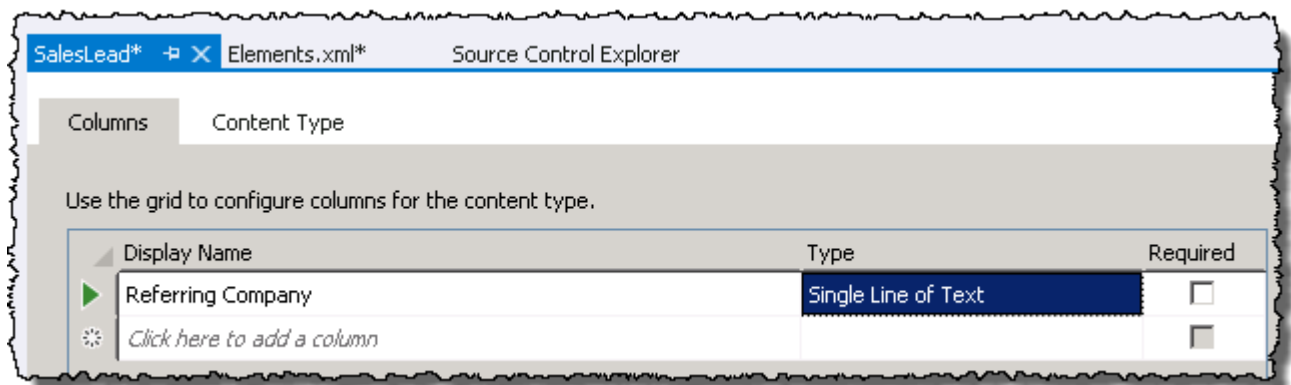 SalesLead* Elements.xml* Source Control Explorer
Columns Content Type
Use the grid to configure columns for the content type.
Display Name Type Required
Referring Company Single Line of Text
Click here to add a column